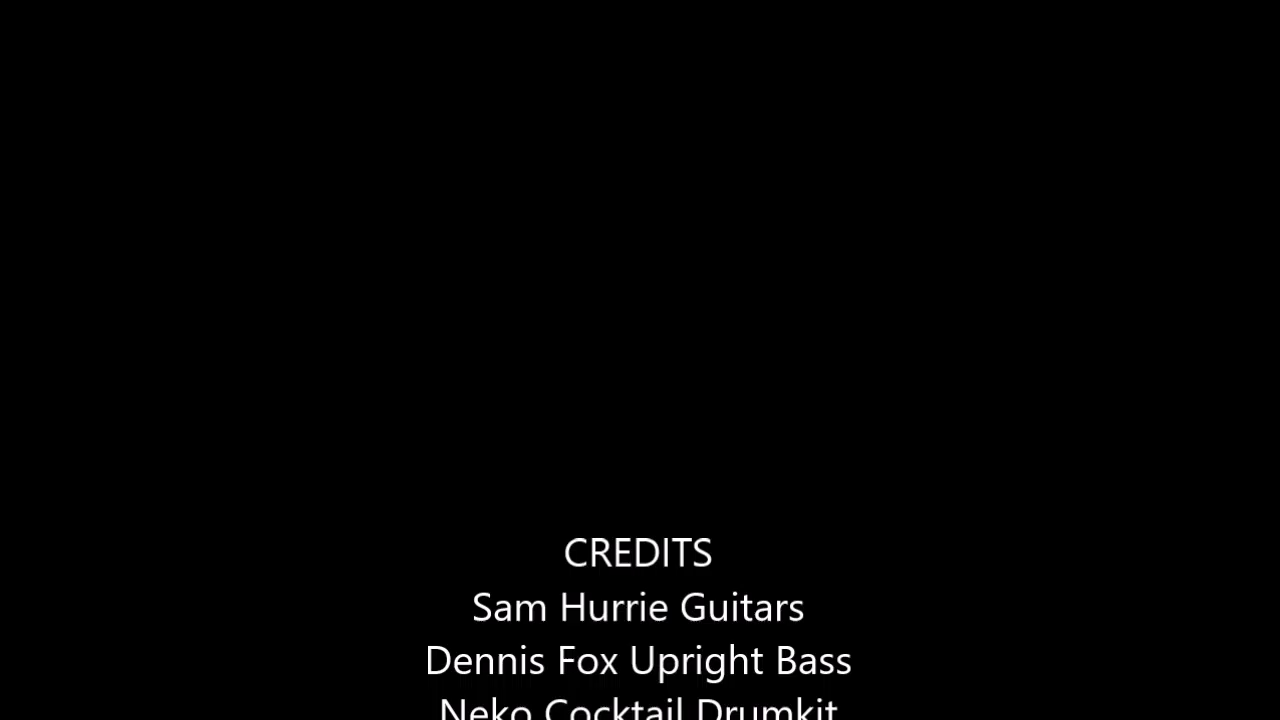 CREDITS
Sam Hurrie Guitars
Dennis Fox Upright Bass
Neko Cocktail Drumkit